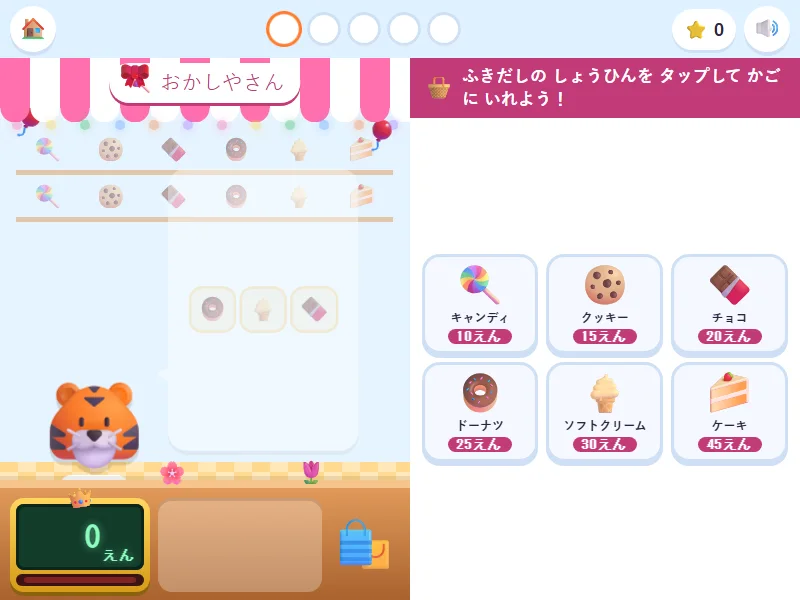 0
おかしやさん
ふきだしの しょうひんを タップして かご
に いれよう！
キャンディ
10えん
クッキー
15えん
チョコ
20えん
ドーナツ
25えん
ソフトクリーム
30えん
ケーキ
45えん
0
えん